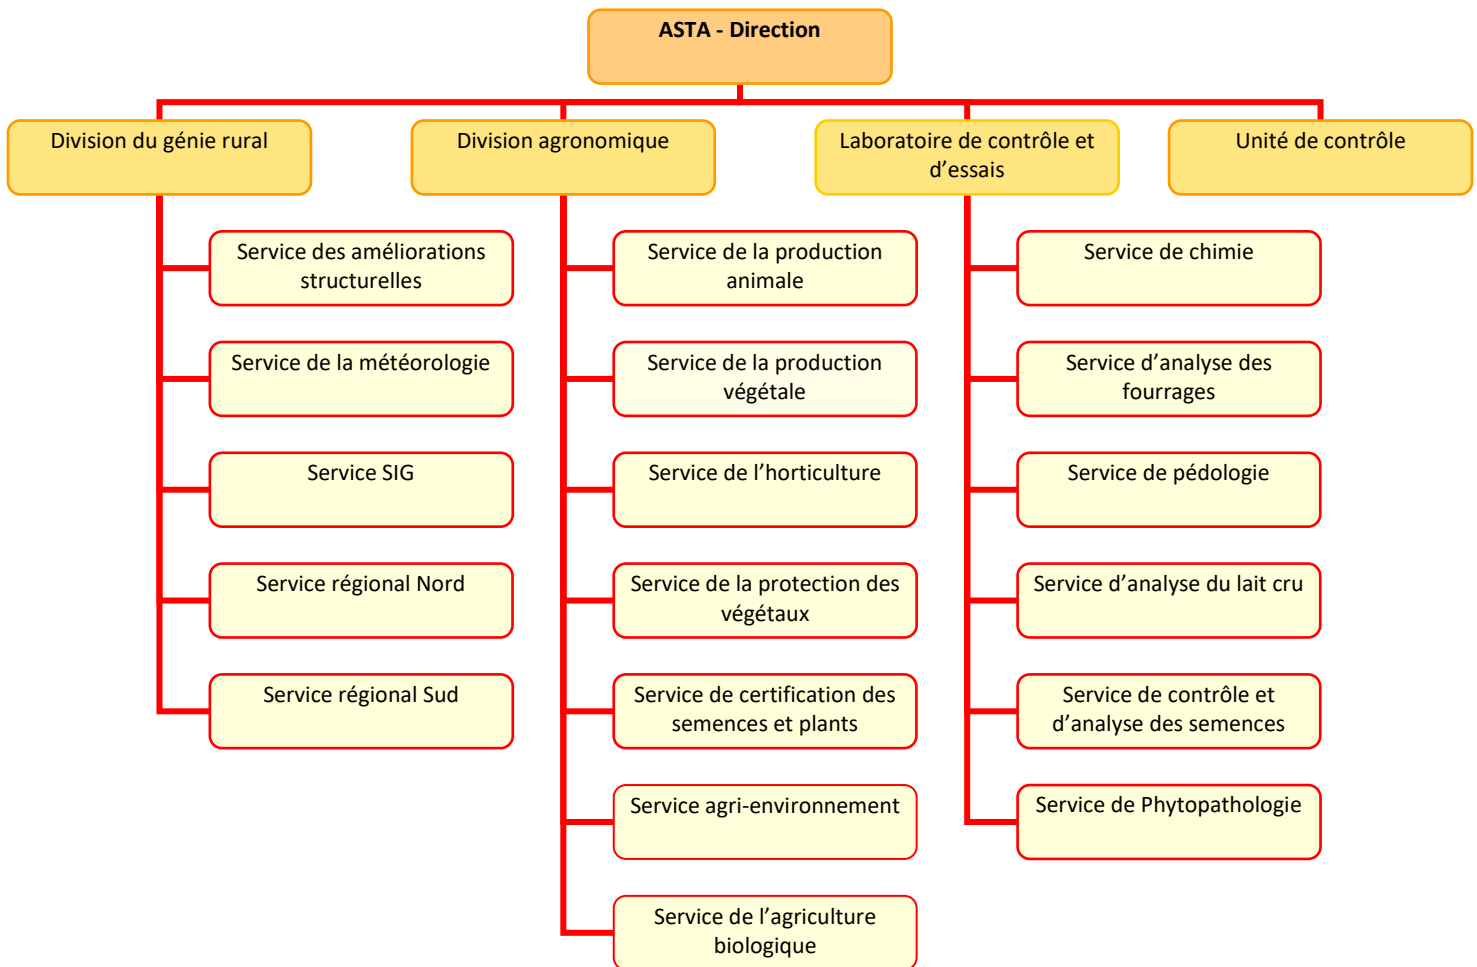 ASTA - Direction
Division du génie rural
Division agronomique
Laboratoire de contrôle et
d’essais
Unité de contrôle
Service des améliorations
structurelles
Service de la météorologie
Service SIG
Service régional Nord
Service régional Sud
Service de la production
animale
Service de la production
végétale
Service de l’horticulture
Service de la protection des
végétaux
Service de certification des
semences et plants
Service agri-environnement
Service de l’agriculture
biologique
Service de chimie
Service d’analyse des
fourrages
Service de pédologie
Service d’analyse du lait cru
Service de contrôle et
d’analyse des semences
Service de Phytopathologie